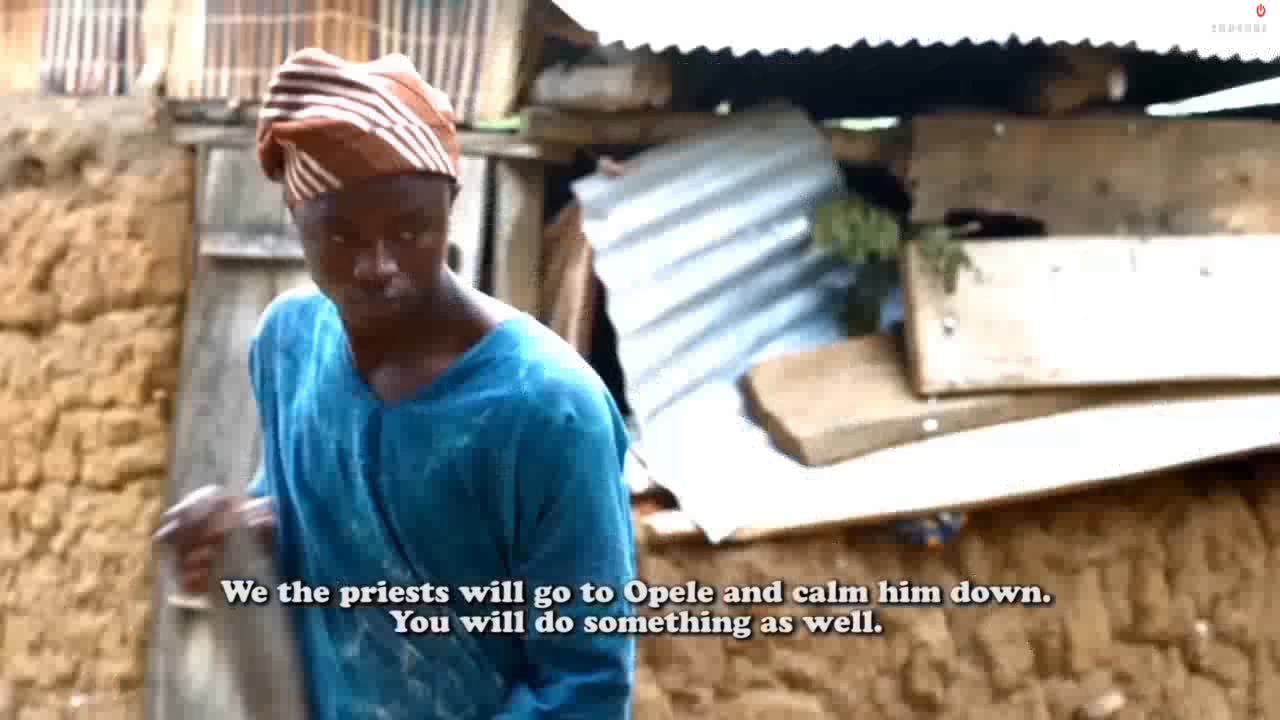 We the priests will go to Opele and calm him down.
You will do something as well.